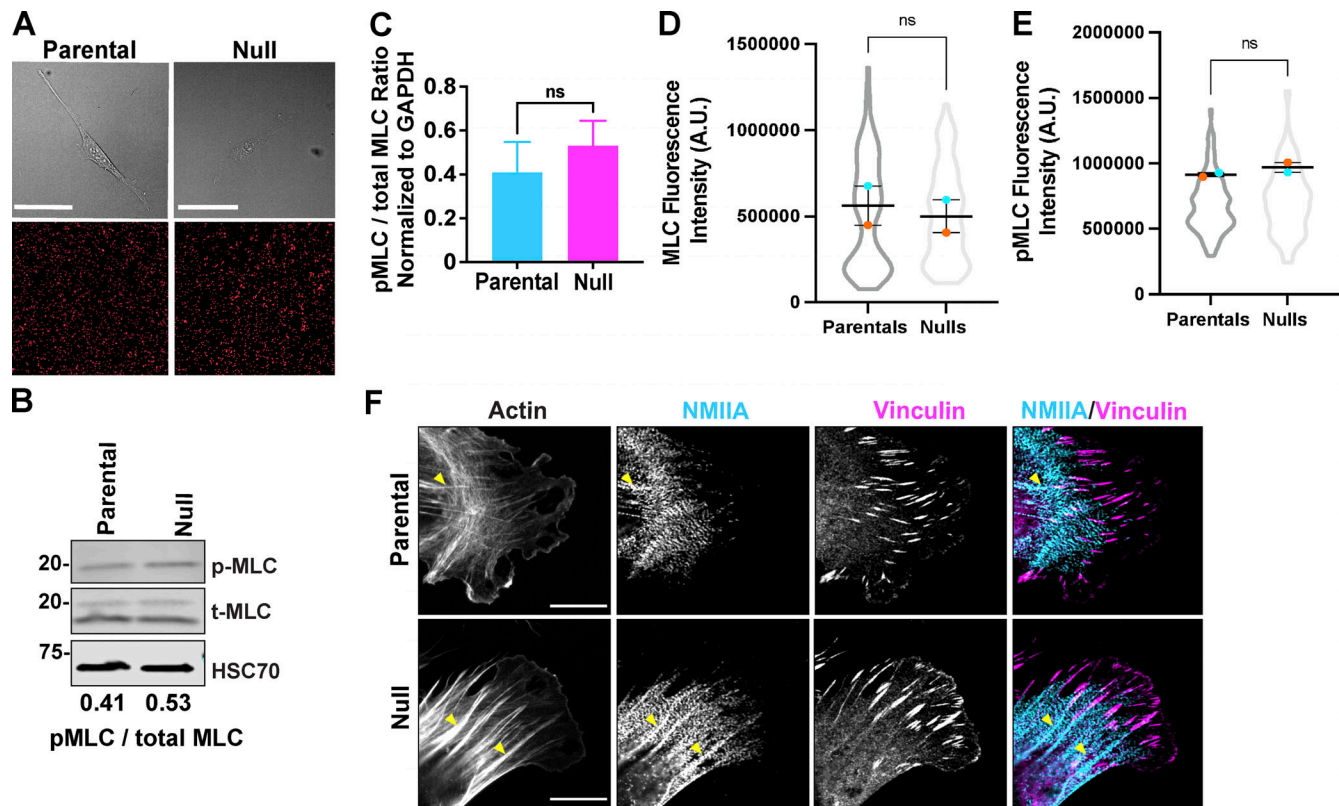 A
Parental
Null
B
Parental
Null
20-
p-MLC
20-
t-MLC
75-
HSC70
0.41
0.53
pMLC / total MLC
C
pMLC / total MLC Ratio
Normalized to GAPDH
0.8
0.6
0.4
0.2
0
ns
Parental
Null
D
MLC Fluorescence
Intensity (A.U.)
1500000
1000000
500000
0
ns
Parentals
Nulls
E
pMLC Fluorescence
Intensity (A.U.)
2000000
1500000
1000000
500000
0
ns
Parentals
Nulls
F
Actin
NMIIA
Vinculin
NMIIA/Vinculin
Parental
Null